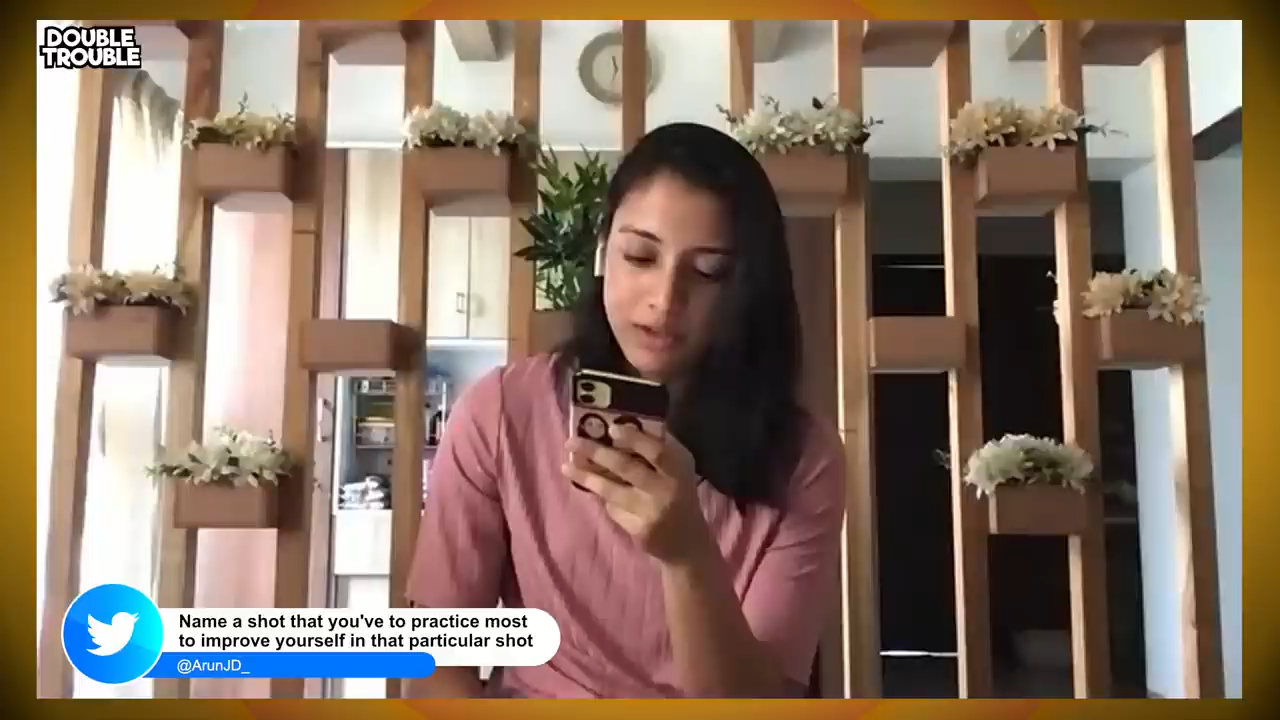 DOUBLE
TROUBLE
Name a shot that you've to practice most
to improve yourself in that particular shot
@ArunJD_